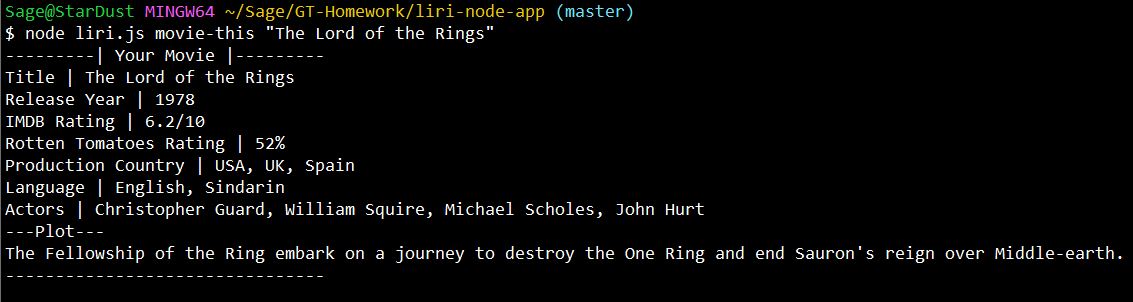 Sage@StarDust MINGW64 ~/Sage/GT-Homework/liri-node-app (master)
$ node liri.js movie-this "The Lord of the Rings"
---------| Your Movie |---------
Title | The Lord of the Rings
Release Year | 1978
IMDB Rating | 6.2/10
Rotten Tomatoes Rating | 52%
Production Country | USA, UK, Spain
Language | English, Sindarin
Actors | Christopher Guard, William Squire, Michael Scholes, John Hurt
---Plot---
The Fellowship of the Ring embark on a journey to destroy the One Ring and end Sauron's reign over Middle-earth.
--------------------------------